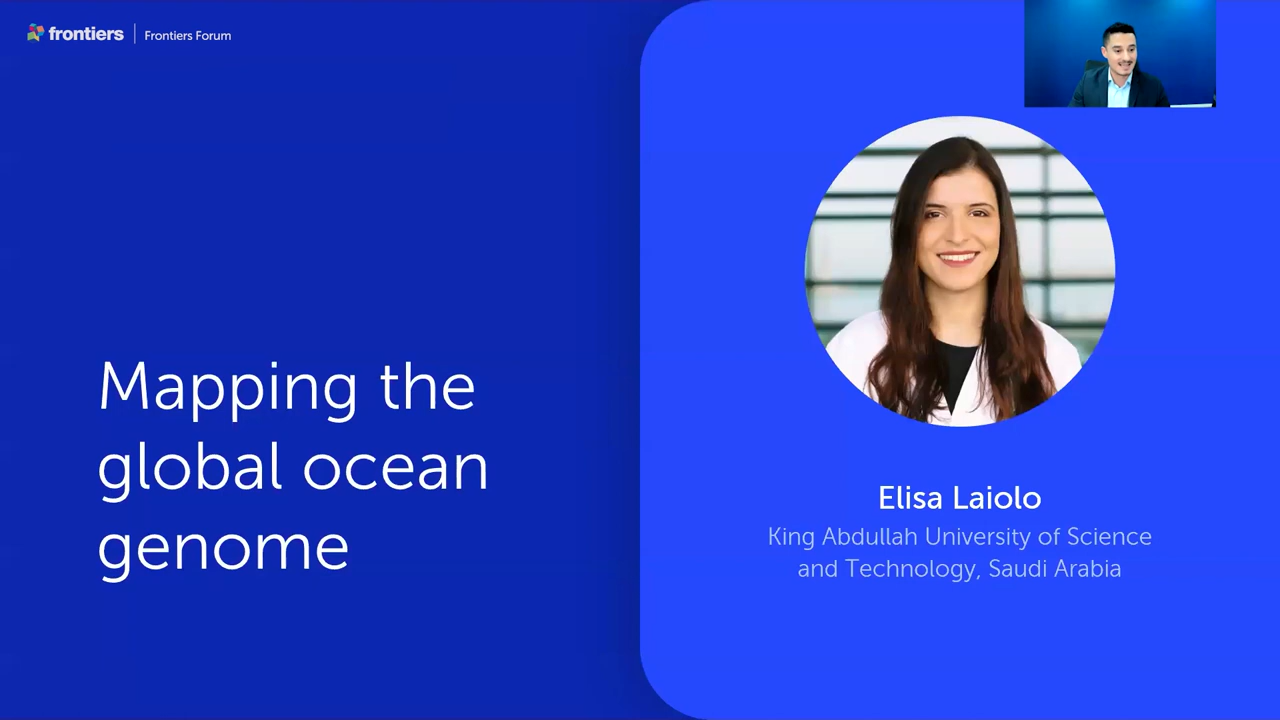 frontiers | Frontiers Forum
Mapping the
global ocean
genome
Elisa Laiolo
King Abdullah University of Science
and Technology, Saudi Arabia